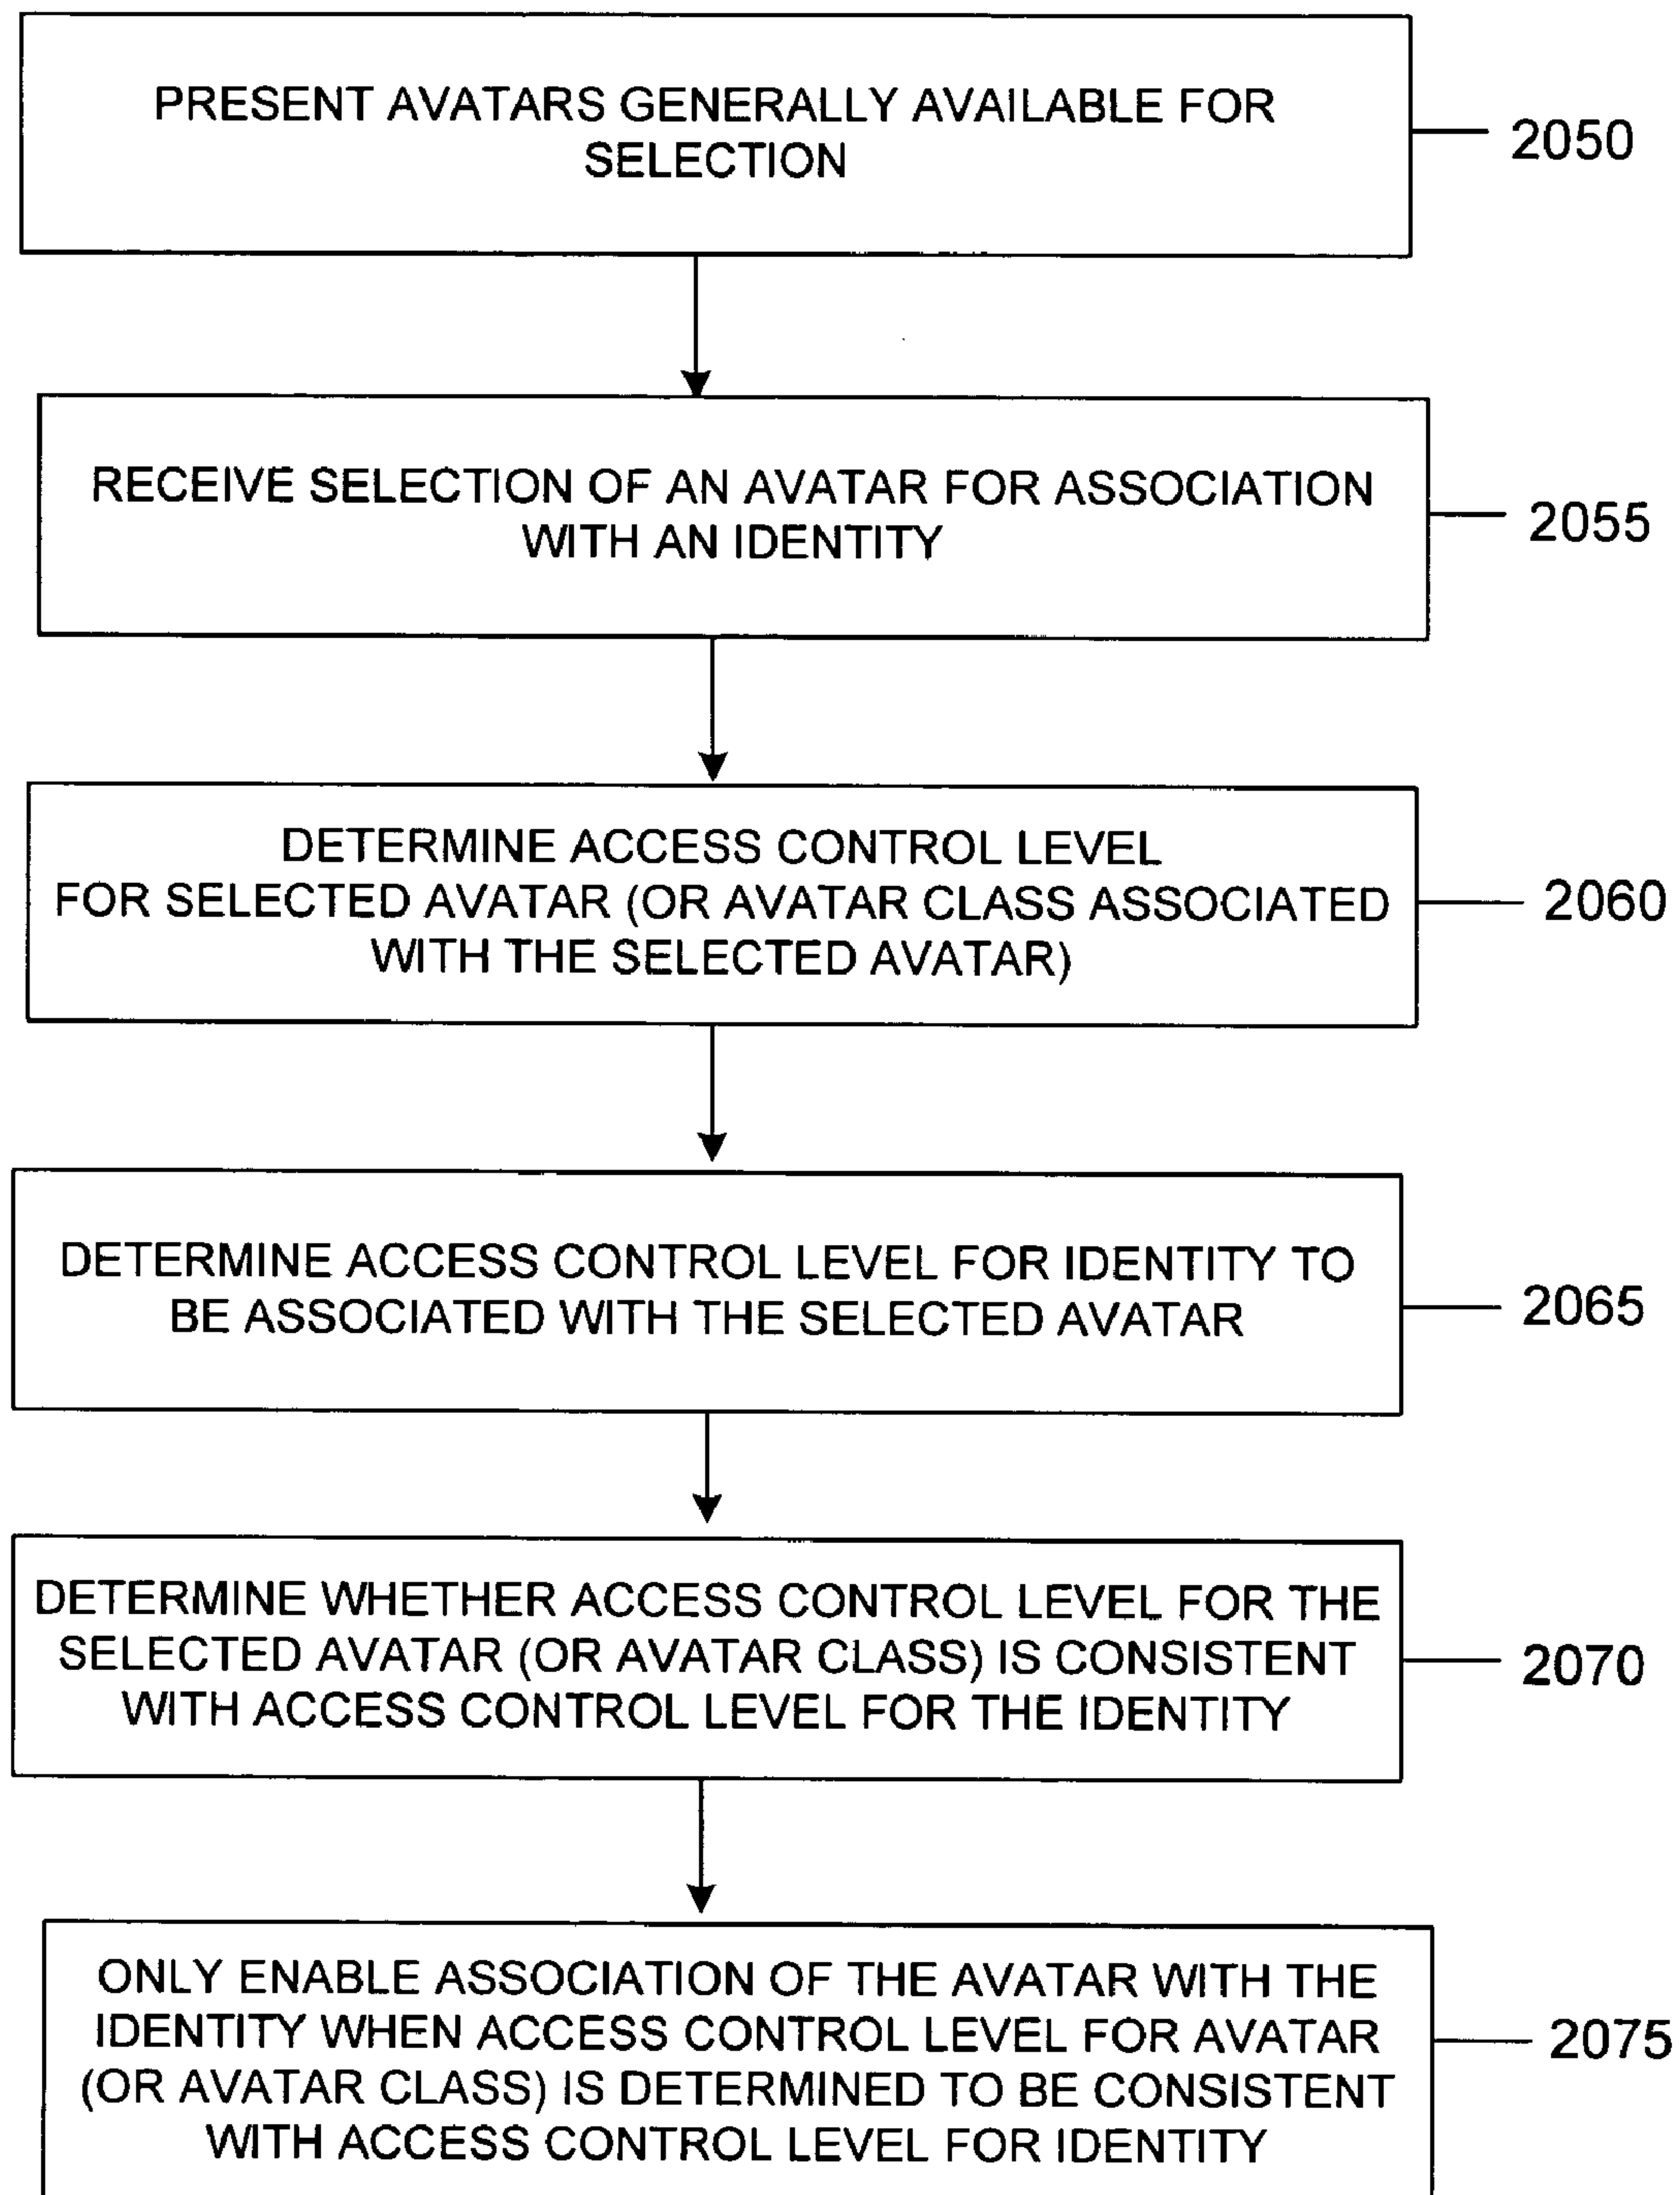 PRESENT AVATARS GENERALLY AVAILABLE FOR
SELECTION
2050
RECEIVE SELECTION OF AN AVATAR FOR ASSOCIATION
WITH AN IDENTITY
2055
DETERMINE ACCESS CONTROL LEVEL
FOR SELECTED AVATAR (OR AVATAR CLASS ASSOCIATED
WITH THE SELECTED AVATAR)
2060
DETERMINE ACCESS CONTROL LEVEL FOR IDENTITY TO
BE ASSOCIATED WITH THE SELECTED AVATAR
2065
DETERMINE WHETHER ACCESS CONTROL LEVEL FOR THE
SELECTED AVATAR (OR AVATAR CLASS) IS CONSISTENT
WITH ACCESS CONTROL LEVEL FOR THE IDENTITY
2070
ONLY ENABLE ASSOCIATION OF THE AVATAR WITH THE
IDENTITY WHEN ACCESS CONTROL LEVEL FOR AVATAR
(OR AVATAR CLASS) IS DETERMINED TO BE CONSISTENT
WITH ACCESS CONTROL LEVEL FOR IDENTITY
2075